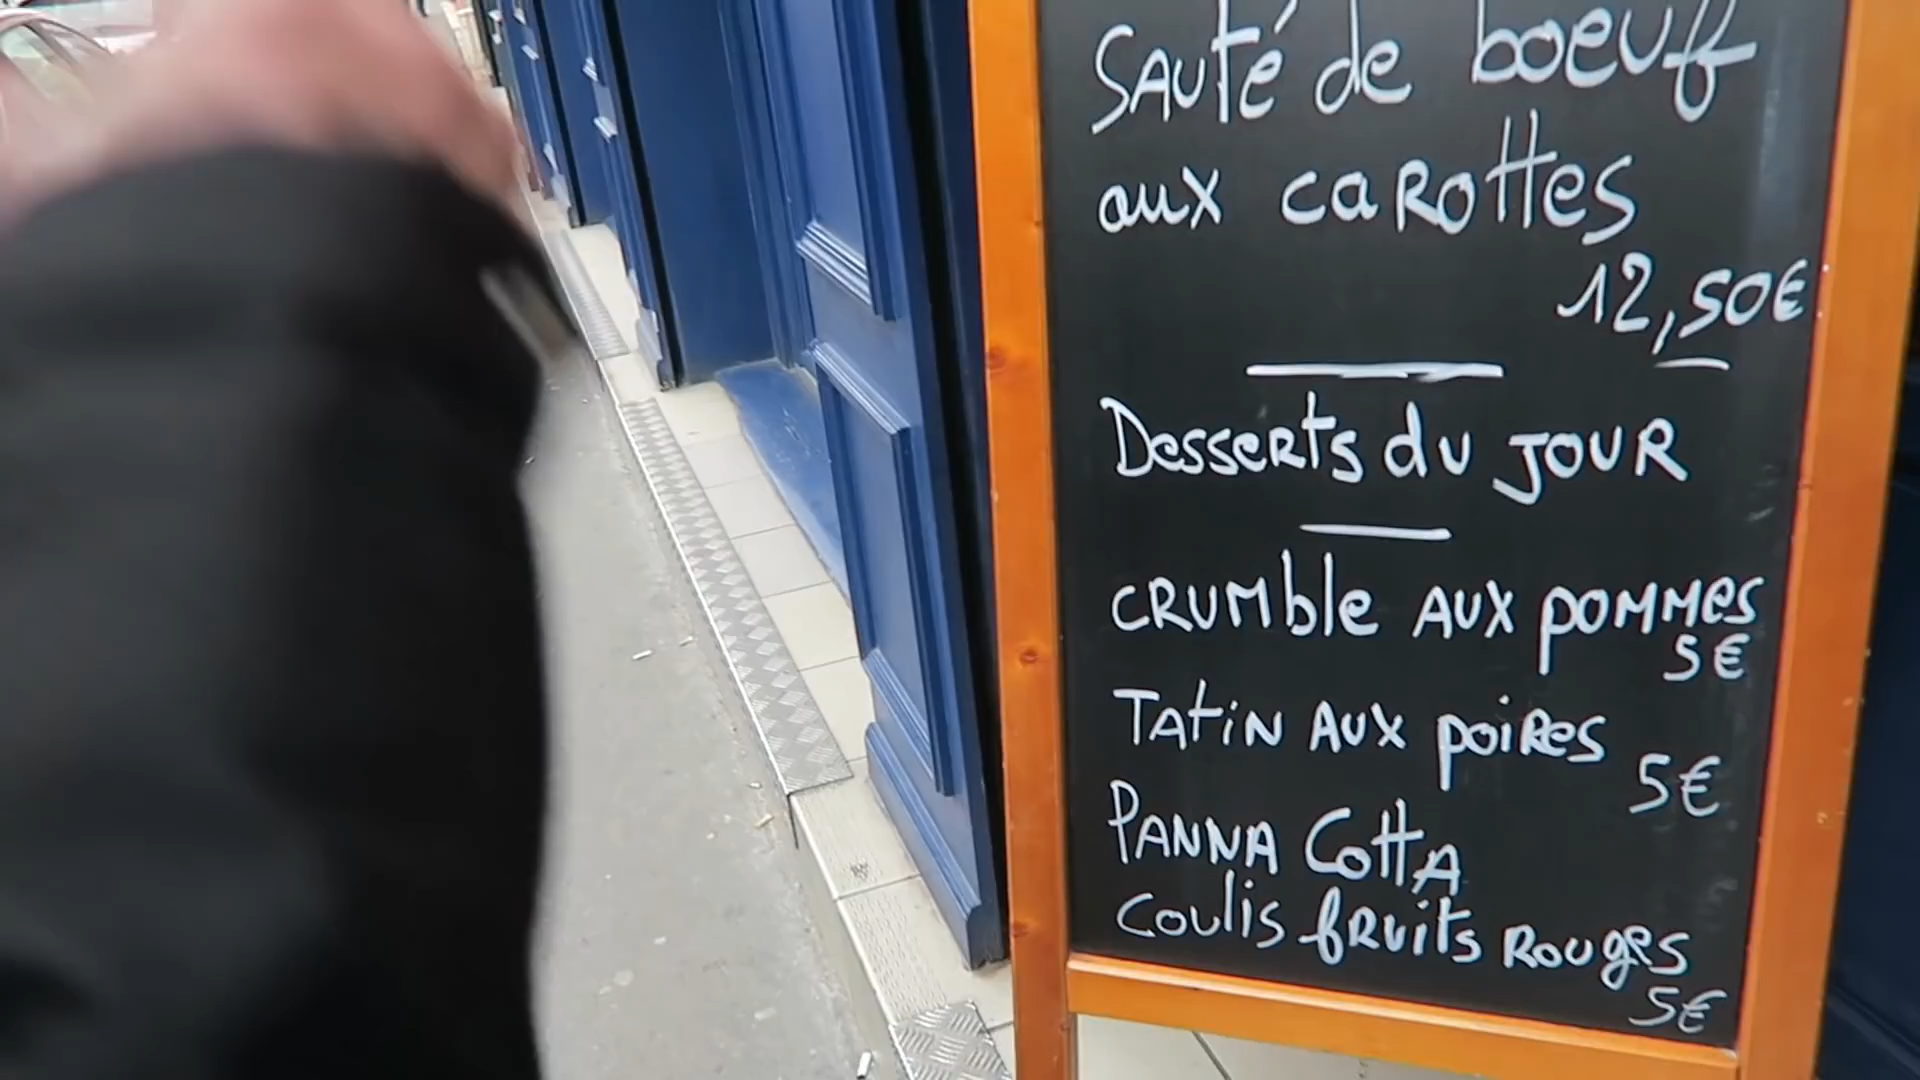 Sauté de boeuf
aux carottes
12,50€
Desserts du jour
Crumble aux pommes
5€
Tatin aux poires
5€
Panna Cotta
Coulis fruits rouges
5€